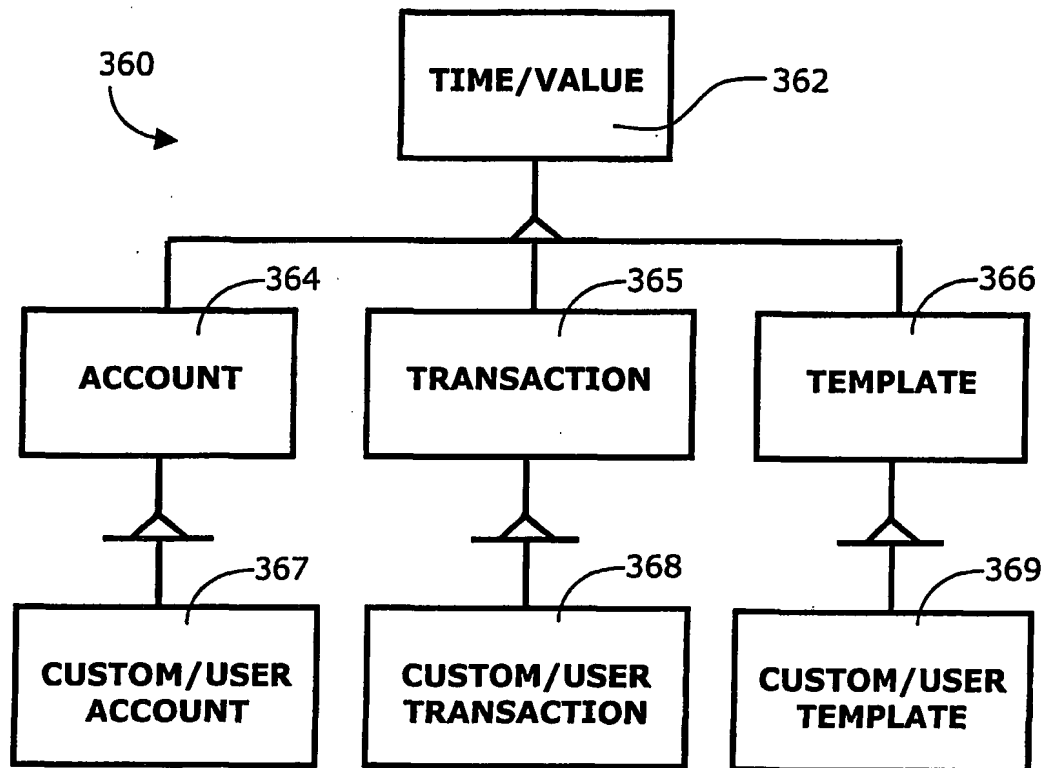 360
TIME/VALUE
362
364
365
366
ACCOUNT
TRANSACTION
TEMPLATE
367
368
369
CUSTOM/USER
ACCOUNT
CUSTOM/USER
TRANSACTION
CUSTOM/USER
TEMPLATE